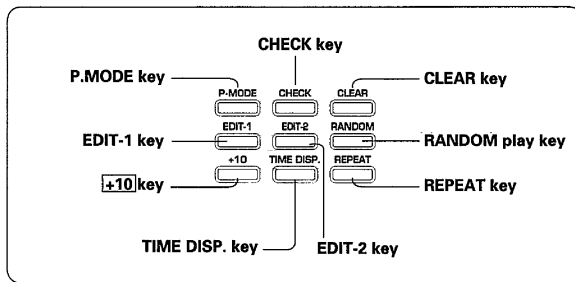 CHECK key
P.MODE key
CLEAR key
P-MODE CHECK CLEAR
EDIT-1 EDIT-2 RANDOM
EDIT-1 key
RANDOM play key
+10 TIME DISP. REPEAT
+10 key
REPEAT key
TIME DISP. key
EDIT-2 key